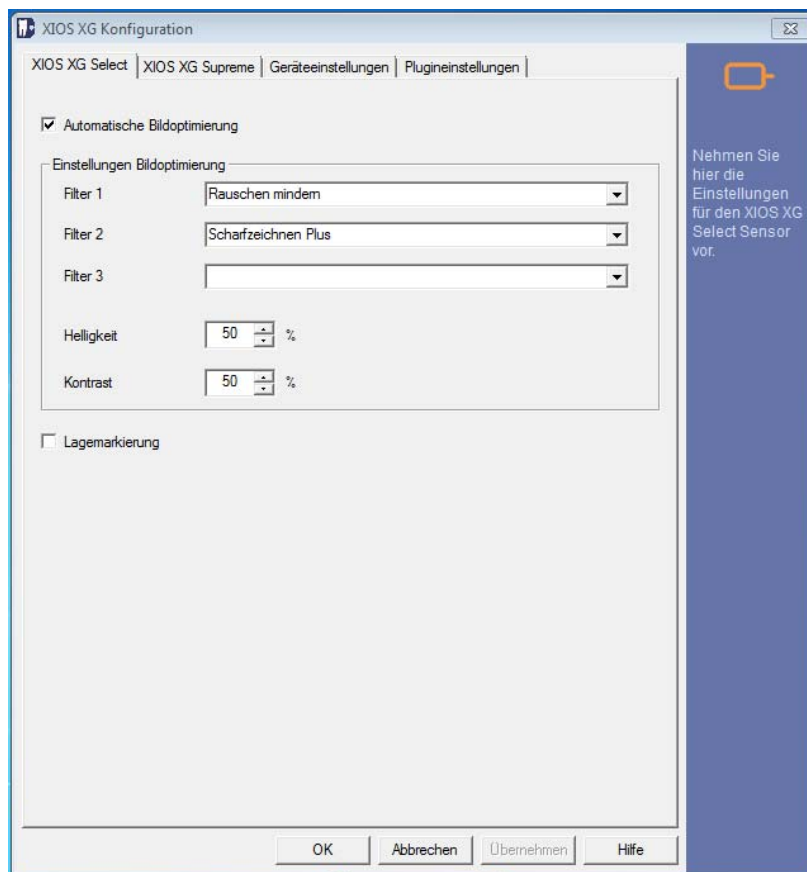 XIOS XG Konfiguration
XIOS XG Select
XIOS XG Supreme
Geräteeinstellungen
Plugineinstellungen
Automatische Bildoptimierung
Einstellungen Bildoptimierung
Filter 1
Rauschen mindern
Filter 2
Scharfzeichnen Plus
Filter 3
Helligkeit
50 %
Kontrast
50 %
Lagemarkierung
Nehmen Sie
hier die
Einstellungen
für den XIOS XG
Select Sensor
vor.
OK
Abbrechen
Übernehmen
Hilfe